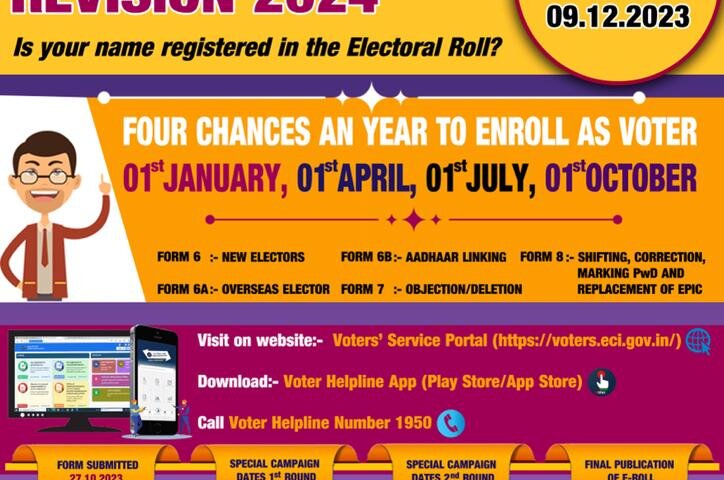 REVISION 2024
09.12.2023
Is your name registered in the Electoral Roll?
FOUR CHANCES AN YEAR TO ENROLL AS VOTER
01st JANUARY, 01st APRIL, 01st JULY, 01st OCTOBER
FORM 6 :- NEW ELECTORS
FORM 6A:- OVERSEAS ELECTOR
FORM 6B:- AADHAAR LINKING
FORM 7 :- OBJECTION/DELETION
FORM 8:- SHIFTING, CORRECTION,
MARKING PwD AND
REPLACEMENT OF EPIC
Visit on website:- Voters' Service Portal (https://voters.eci.gov.in/)
Download:- Voter Helpline App (Play Store/App Store)
Call Voter Helpline Number 1950
FORM SUBMITTED
27.10.2023
SPECIAL CAMPAIGN
DATES 1st ROUND
SPECIAL CAMPAIGN
DATES 2nd ROUND
FINAL PUBLICATION
OF E-ROLL